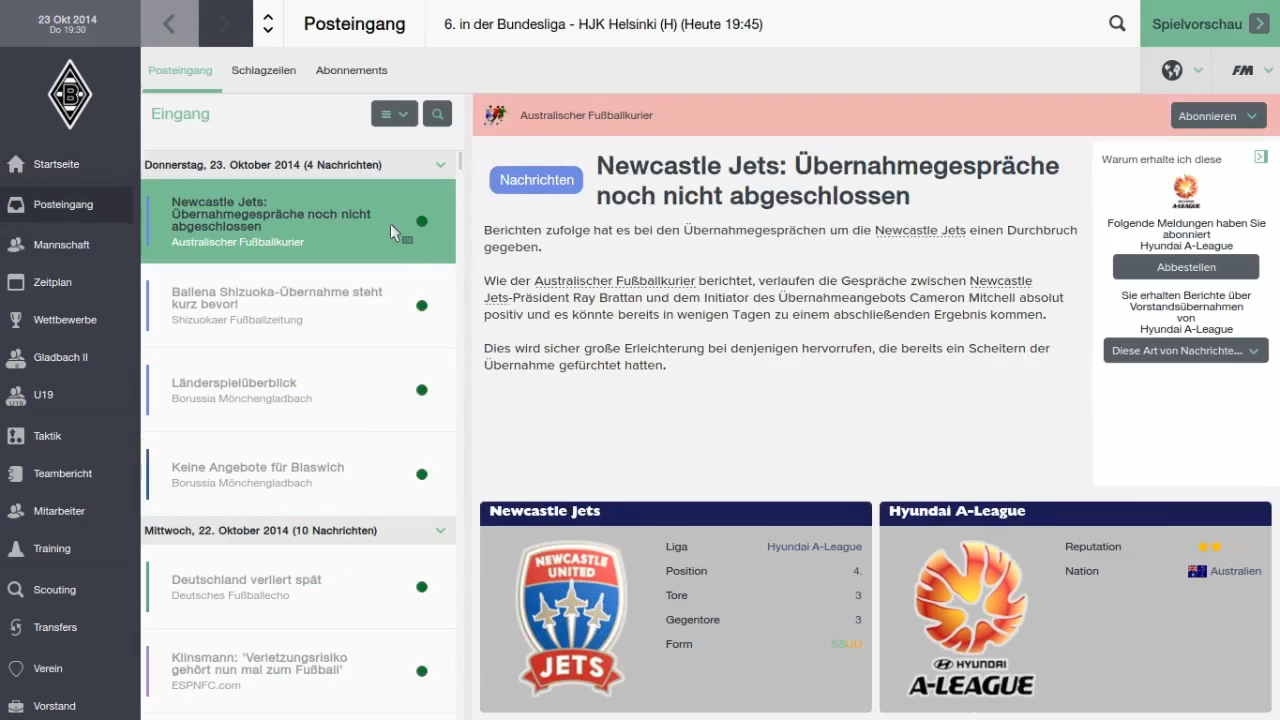 23 Okt 2014
Do 19:30
Posteingang
6. in der Bundesliga - HJK Helsinki (H) (Heute 19:45)
Spielvorschau
Posteingang
Schlagzeilen
Abonnements
FM
B
Startseite
Posteingang
Mannschaft
Zeitplan
Wettbewerbe
Gladbach II
U19
Taktik
Teambericht
Mitarbeiter
Training
Scouting
Transfers
Verein
Vorstand
Eingang
Donnerstag, 23. Oktober 2014 (4 Nachrichten)
Newcastle Jets:
Übernahmegespräche noch nicht
abgeschlossen
Australischer Fußballkurier
Ballena Shizuoka-Übernahme steht
kurz bevor!
Shizuokaer Fußballzeitung
Länderspielüberblick
Borussia Mönchengladbach
Keine Angebote für Blaswich
Borussia Mönchengladbach
Mittwoch, 22. Oktober 2014 (10 Nachrichten)
Deutschland verliert spät
Deutsches Fußballecho
Klinsmann: 'Verletzungsrisiko
gehört nun mal zum Fußball'
ESPNFC.com
Australischer Fußballkurier
Abonnieren
Nachrichten
Newcastle Jets: Übernahmegespräche
noch nicht abgeschlossen
Berichten zufolge hat es bei den Übernahmegesprächen um die Newcastle Jets einen Durchbruch
gegeben.
Wie der Australischer Fußballkurier berichtet, verlaufen die Gespräche zwischen Newcastle
Jets-Präsident Ray Brattan und dem Initiator des Übernahmeangebots Cameron Mitchell absolut
positiv und es könnte bereits in wenigen Tagen zu einem abschließenden Ergebnis kommen.
Dies wird sicher große Erleichterung bei denjenigen hervorrufen, die bereits ein Scheitern der
Übernahme gefürchtet hatten.
Warum erhalte ich diese
A-LEAGUE
Folgende Meldungen haben Sie
abonniert
Hyundai A-League
Abbestellen
Sie erhalten Berichte über
Vorstandsübernahmen
von
Hyundai A-League
Diese Art von Nachrichte...
Newcastle Jets
NEWCASTLE
UNITED
JETS
Liga Hyundai A-League
Position 4.
Tore 3
Gegentore 3
Form SSUU
Hyundai A-League
HYUNDAI
A-LEAGUE
Reputation
Nation Australien